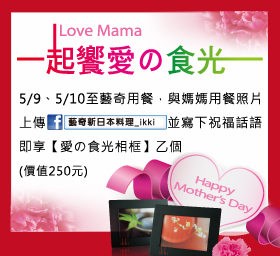 Love Mama
一起饗愛の食光
5/9、5/10至藝奇用餐，與媽媽用餐照片
上傳 f 藝奇新日本料理_ikki 並寫下祝福話語
即享【愛の食光相框】乙個
(價值250元)
Happy
Mother's Day